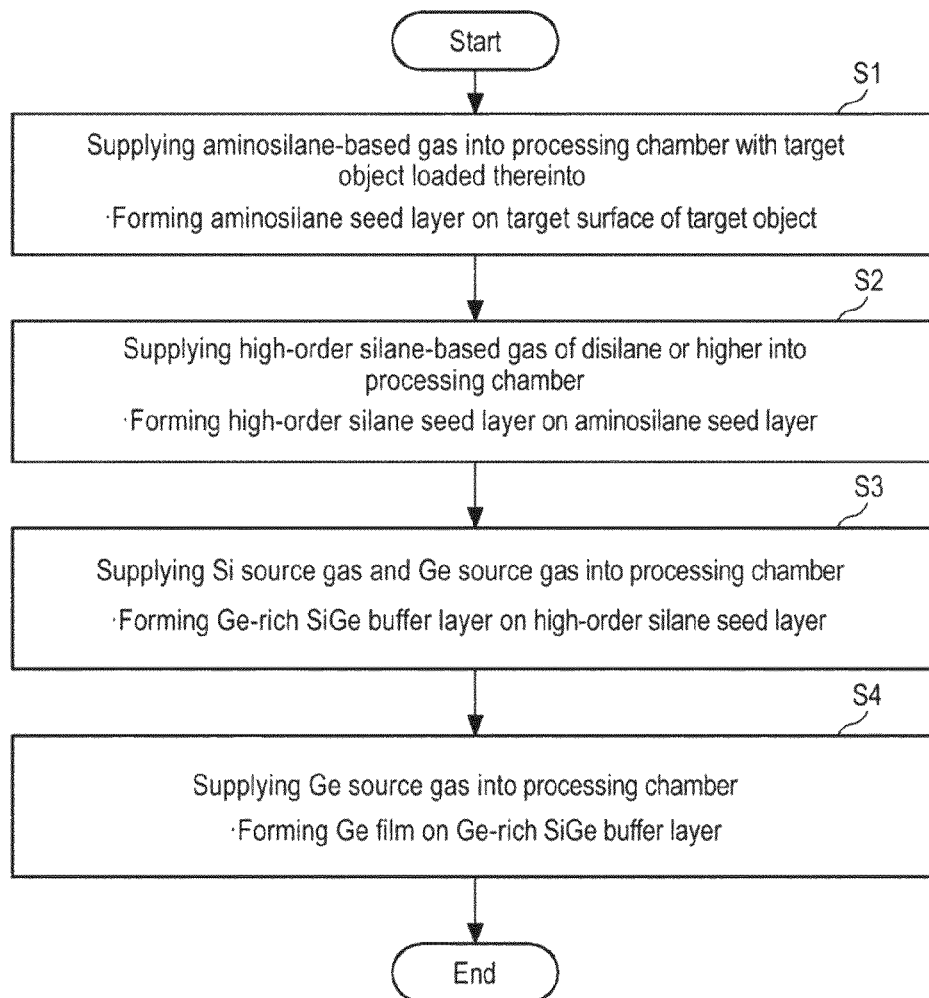 Start
S1
Supplying aminosilane-based gas into processing chamber with target
object loaded thereinto
·Forming aminosilane seed layer on target surface of target object
S2
Supplying high-order silane-based gas of disilane or higher into
processing chamber
·Forming high-order silane seed layer on aminosilane seed layer
S3
Supplying Si source gas and Ge source gas into processing chamber
·Forming Ge-rich SiGe buffer layer on high-order silane seed layer
S4
Supplying Ge source gas into processing chamber
·Forming Ge film on Ge-rich SiGe buffer layer
End